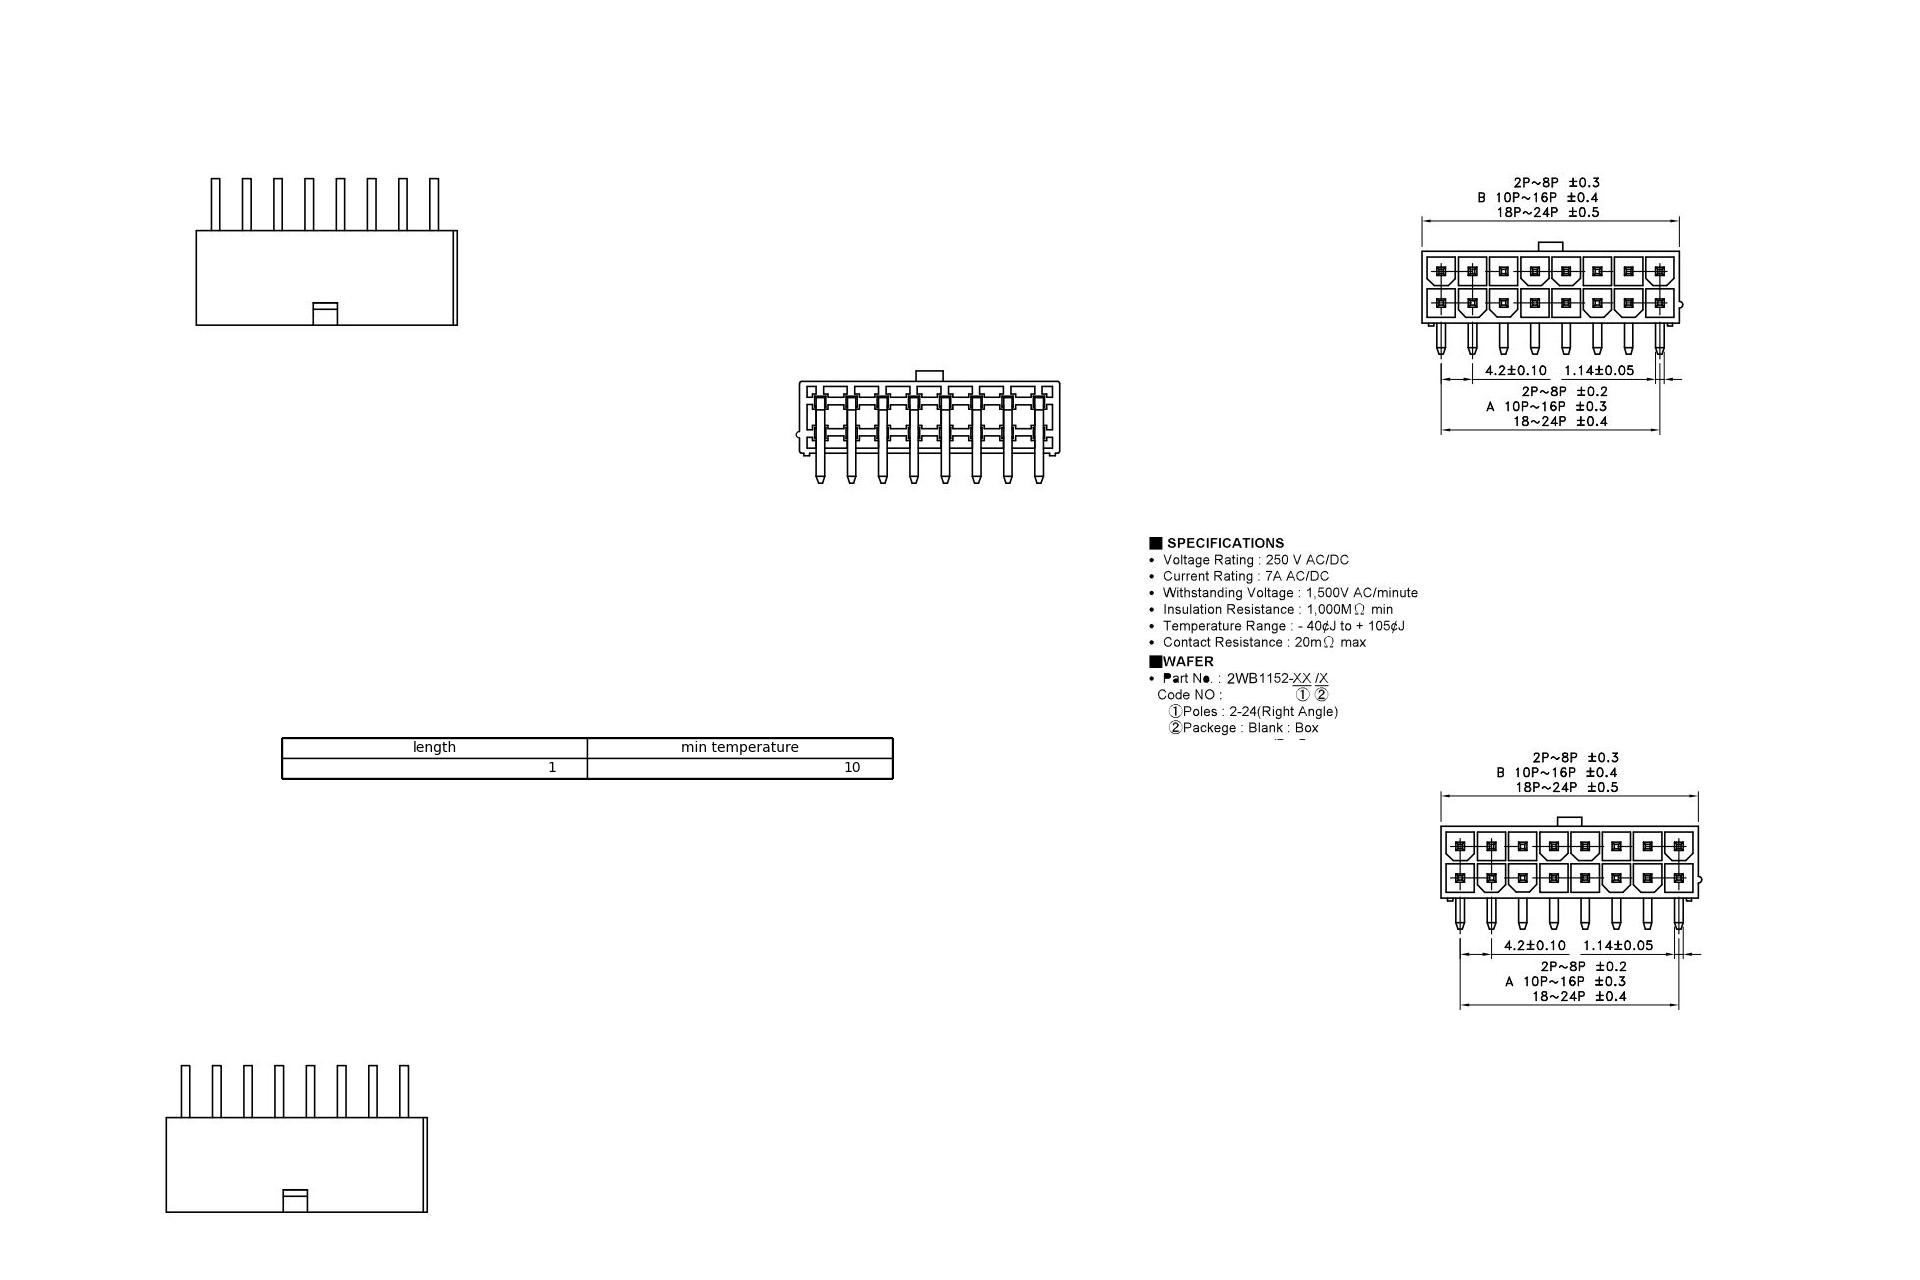 2P~8P ±0.3
B 10P~16P ±0.4
18P~24P ±0.5
4.2±0.10 1.14±0.05
2P~8P ±0.2
A 10P~16P ±0.3
18~24P ±0.4
■ SPECIFICATIONS
• Voltage Rating : 250 V AC/DC
• Current Rating : 7A AC/DC
• Withstanding Voltage : 1,500V AC/minute
• Insulation Resistance : 1,000MΩ min
• Temperature Range : - 40¢J to + 105¢J
• Contact Resistance : 20mΩ max
■WAFER
• Part No. : 2WB1152-XX /X
Code NO : ① ②
①Poles : 2-24(Right Angle)
②Packege : Blank : Box
length min temperature
1 10
2P~8P ±0.3
B 10P~16P ±0.4
18P~24P ±0.5
4.2±0.10 1.14±0.05
2P~8P ±0.2
A 10P~16P ±0.3
18~24P ±0.4